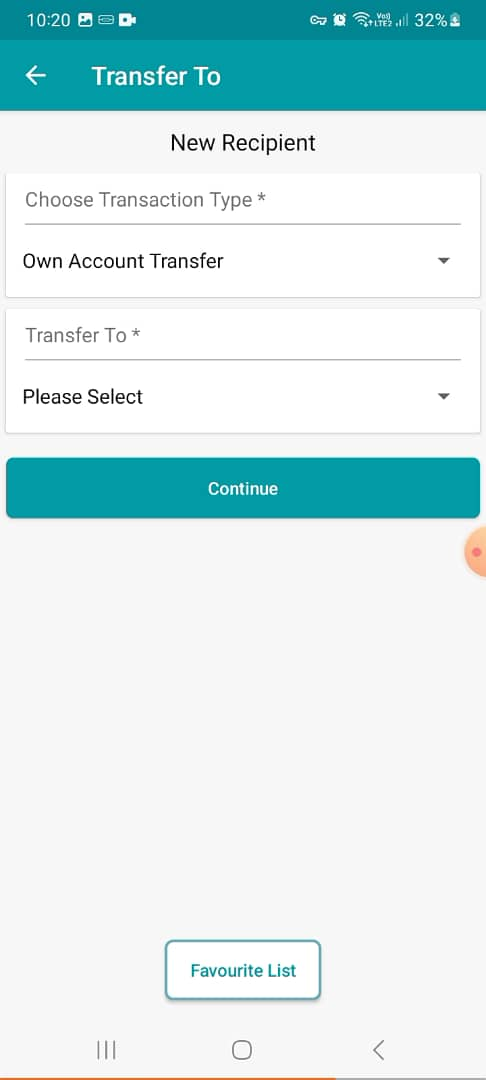 10:20
32%
Transfer To
New Recipient
Choose Transaction Type *
Own Account Transfer
Transfer To *
Please Select
Continue
Favourite List